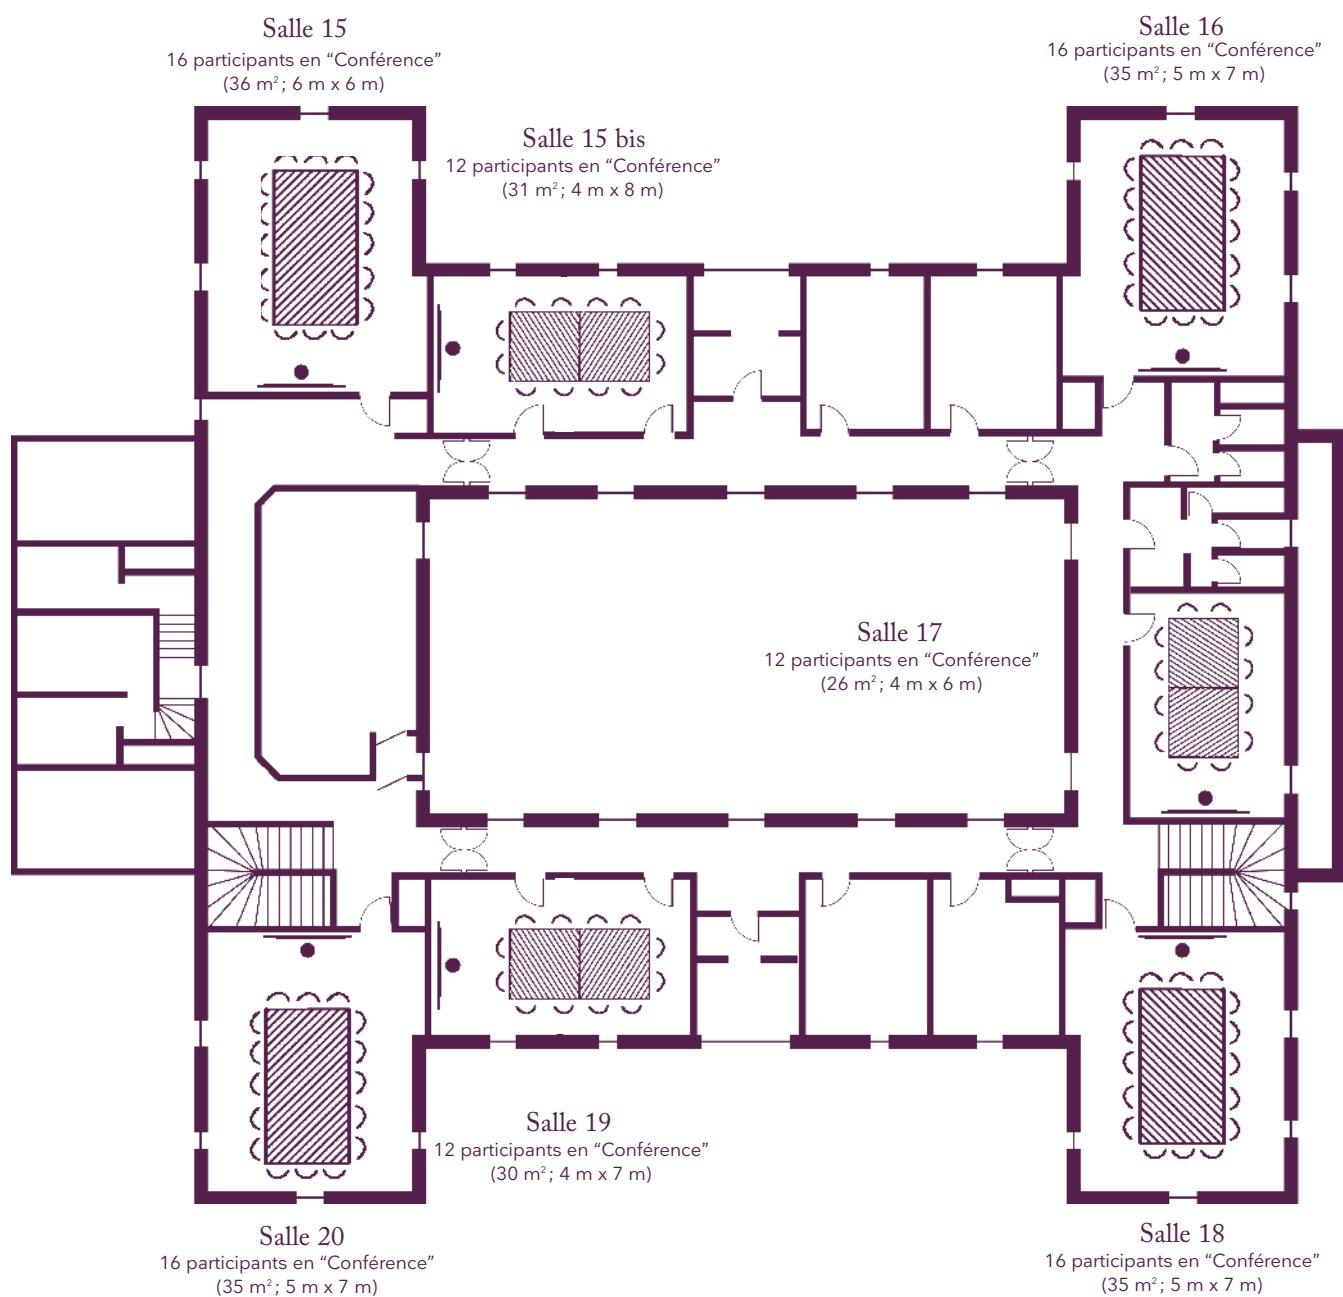 Salle 15
16 participants en “Conférence”
(36 m²; 6 m x 6 m)
Salle 16
16 participants en “Conférence”
(35 m²; 5 m x 7 m)
Salle 15 bis
12 participants en “Conférence”
(31 m²; 4 m x 8 m)
Salle 17
12 participants en “Conférence”
(26 m²; 4 m x 6 m)
Salle 19
12 participants en “Conférence”
(30 m²; 4 m x 7 m)
Salle 20
16 participants en “Conférence”
(35 m²; 5 m x 7 m)
Salle 18
16 participants en “Conférence”
(35 m²; 5 m x 7 m)